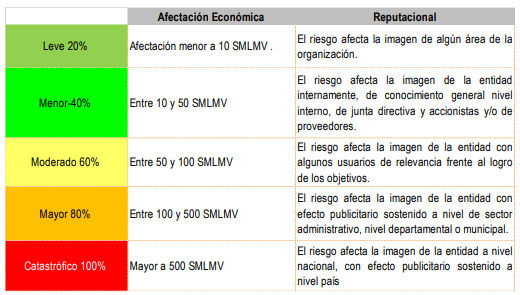 Afectación Económica Reputacional
Leve 20% Afectación menor a 10 SMLMV . El riesgo afecta la imagen de algún área de la
organización.
Menor-40% Entre 10 y 50 SMLMV El riesgo afecta la imagen de la entidad
internamente, de conocimiento general nivel
interno, de junta directiva y accionistas y/o de
proveedores.
Moderado 60% Entre 50 y 100 SMLMV El riesgo afecta la imagen de la entidad con
algunos usuarios de relevancia frente al logro
de los objetivos.
Mayor 80% Entre 100 y 500 SMLMV El riesgo afecta la imagen de la entidad con
efecto publicitario sostenido a nivel de sector
administrativo, nivel departamental o municipal.
Catastrófico 100% Mayor a 500 SMLMV El riesgo afecta la imagen de la entidad a nivel
nacional, con efecto publicitario sostenido a
nivel país